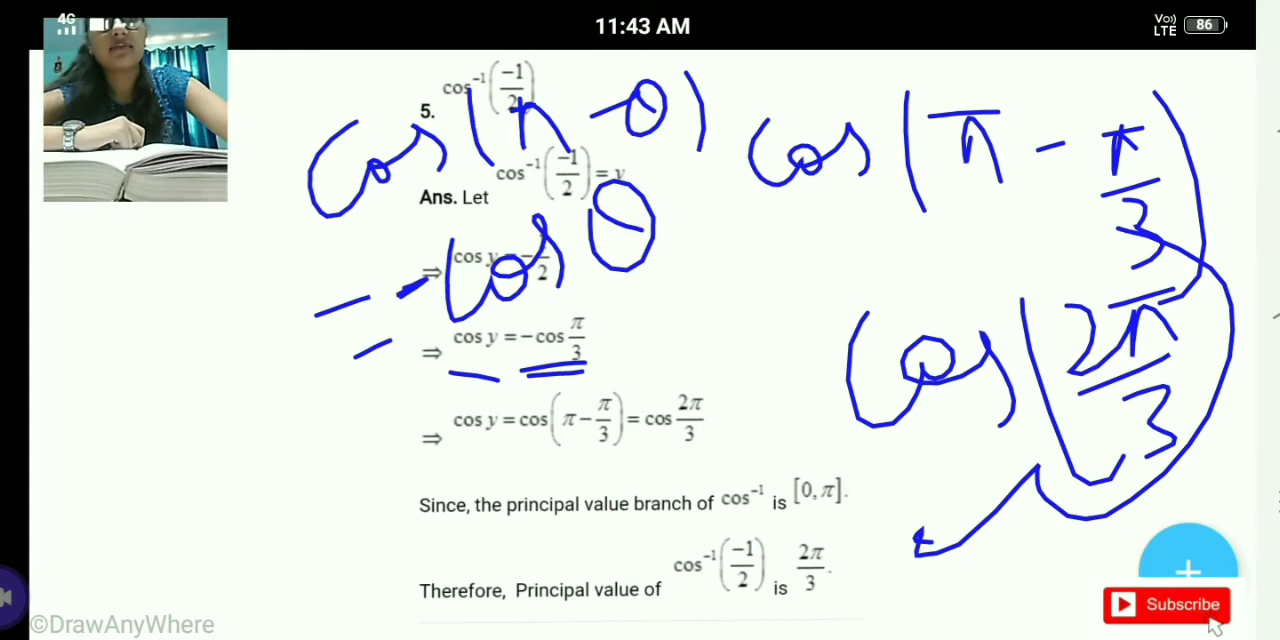 4G
11:43 AM
Vo))
LTE
86
5. cos⁻¹(-1/2)
Ans. Let cos⁻¹(-1/2) = y
⇒ cos y = -1/2
⇒ cos y = -cos π/3
⇒ cos y = cos(π - π/3) = cos 2π/3
Since, the principal value branch of cos⁻¹ is [0, π].
Therefore, Principal value of cos⁻¹(-1/2) is 2π/3.
cos(π - θ)
= - cos θ
=
cos(π - π/3)
cos(2π/3)
+
Subscribe
©DrawAnyWhere